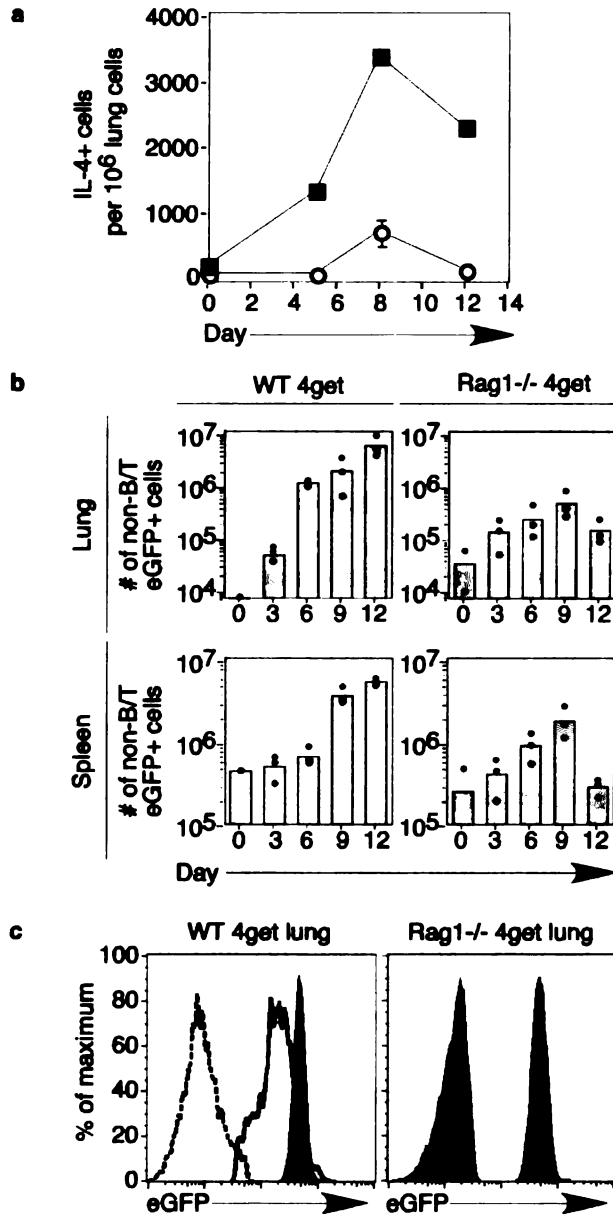 a
4000
3000
2000
1000
0
IL-4+ cells
per 10⁶ lung cells
0 2 4 6 8 10 12 14
Day
b
WT 4get
Rag1-/- 4get
Lung
# of non-B/T
eGFP+ cells
10⁷
10⁶
10⁵
10⁴
0 3 6 9 12
10⁷
10⁶
10⁵
10⁴
0 3 6 9 12
Spleen
# of non-B/T
eGFP+ cells
10⁷
10⁶
10⁵
0 3 6 9 12
10⁷
10⁶
10⁵
0 3 6 9 12
Day
c
WT 4get lung
Rag1-/- 4get lung
% of maximum
100
80
60
40
20
0
eGFP
eGFP